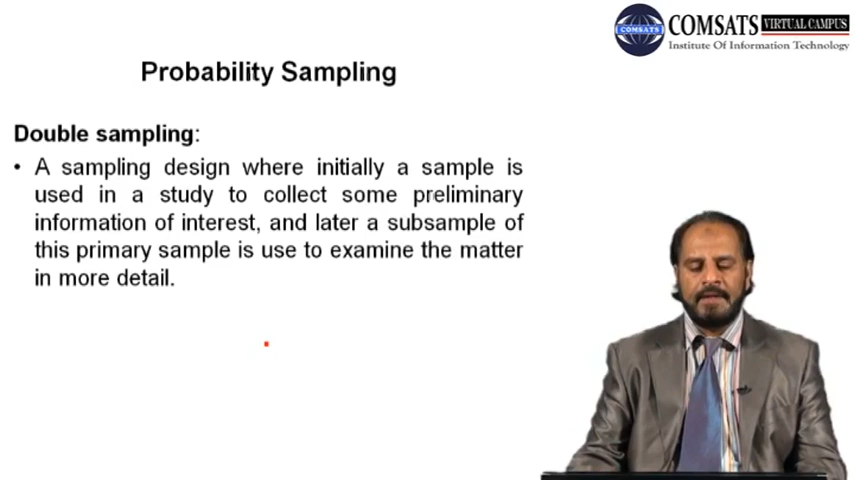 COMSATS VIRTUAL CAMPUS
COMSATS
Institute Of Information Technology
Probability Sampling
Double sampling:
• A sampling design where initially a sample is
used in a study to collect some preliminary
information of interest, and later a subsample of
this primary sample is use to examine the matter
in more detail.